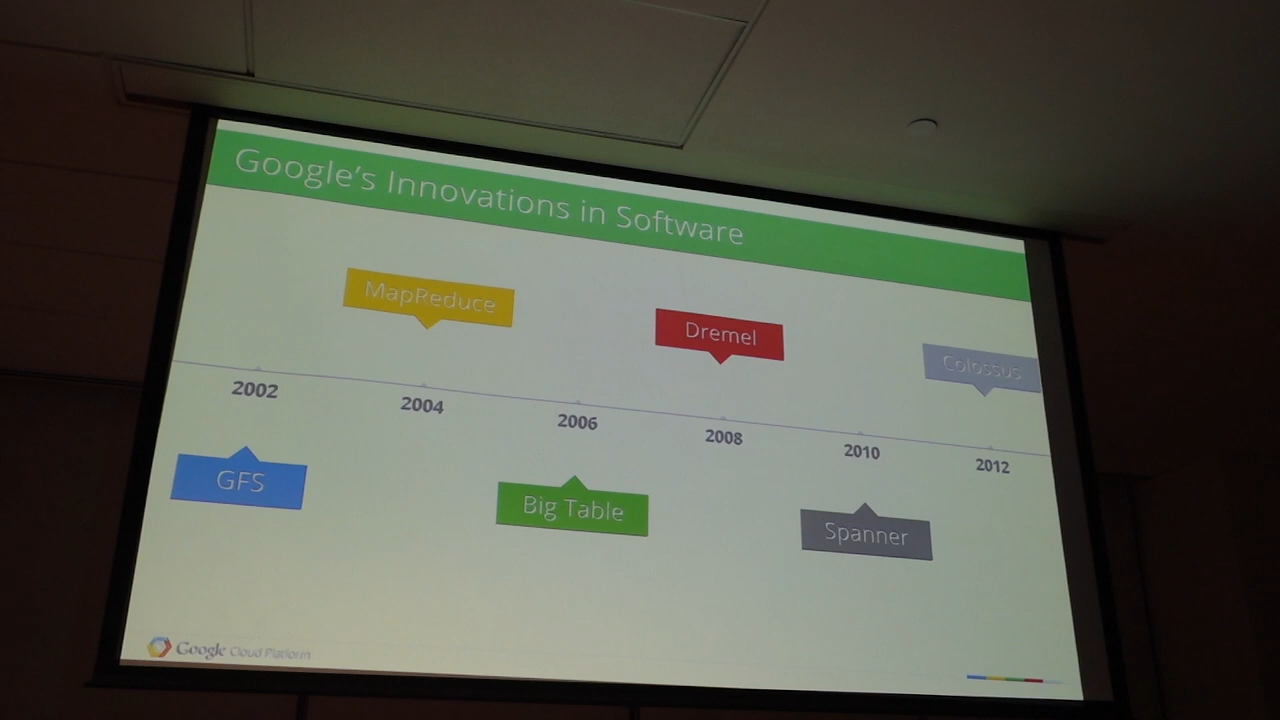 Google's Innovations in Software
MapReduce
Dremel
Colossus
2002
2004
2006
2008
2010
2012
GFS
Big Table
Spanner
Google Cloud Platform